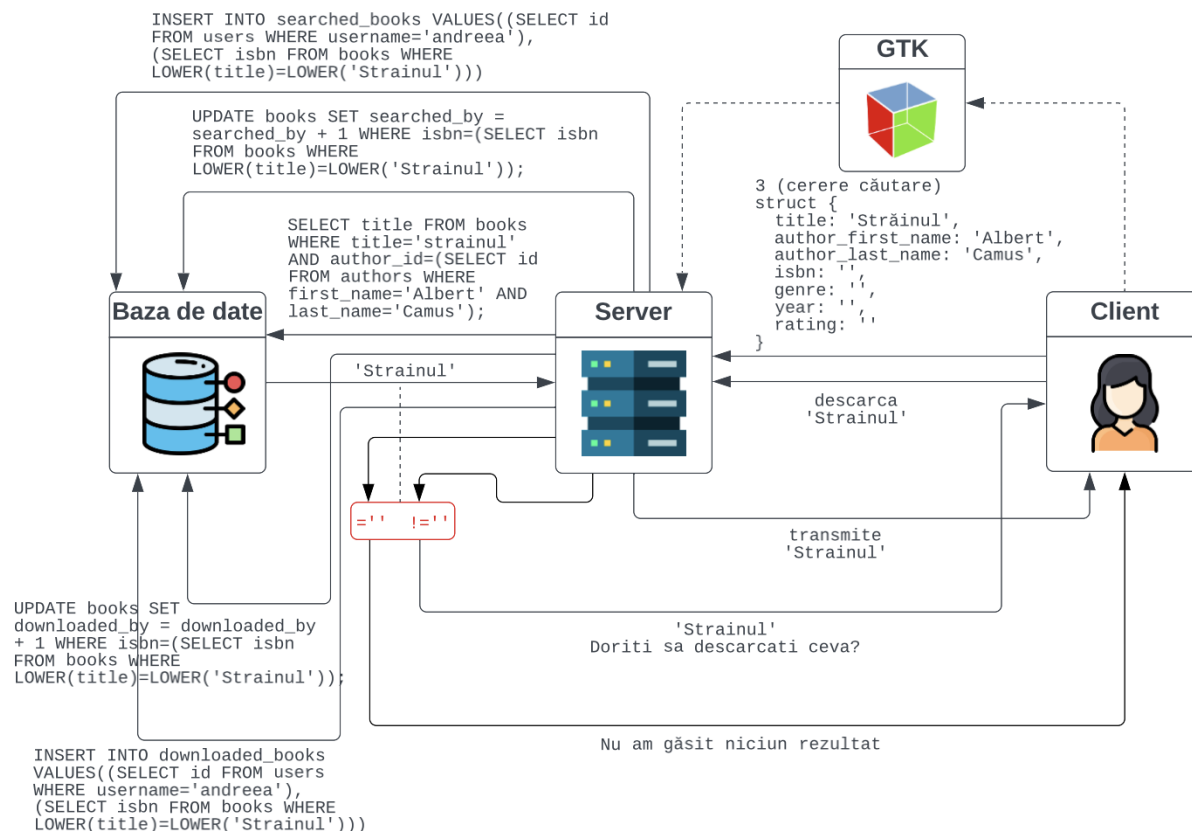 INSERT INTO searched_books VALUES((SELECT id
FROM users WHERE username='andreea'),
(SELECT isbn FROM books WHERE
LOWER(title)=LOWER('Strainul')))
GTK
UPDATE books SET searched_by =
searched_by + 1 WHERE isbn=(SELECT isbn
FROM books WHERE
LOWER(title)=LOWER('Strainul'));
3 (cerere căutare)
struct {
title: 'Străinul',
author_first_name: 'Albert',
author_last_name: 'Camus',
isbn: '',
genre: '',
year: '',
rating: ''
}
SELECT title FROM books
WHERE title='strainul'
AND author_id=(SELECT id
FROM authors WHERE
first_name='Albert' AND
last_name='Camus');
Baza de date
Server
Client
'Strainul'
descarca
'Strainul'
='' !=''
transmite
'Strainul'
UPDATE books SET
downloaded_by = downloaded_by
+ 1 WHERE isbn=(SELECT isbn
FROM books WHERE
LOWER(title)=LOWER('Strainul'));
'Strainul'
Doriti sa descarcati ceva?
Nu am găsit niciun rezultat
INSERT INTO downloaded_books
VALUES((SELECT id FROM users
WHERE username='andreea'),
(SELECT isbn FROM books WHERE
LOWER(title)=LOWER('Strainul')))